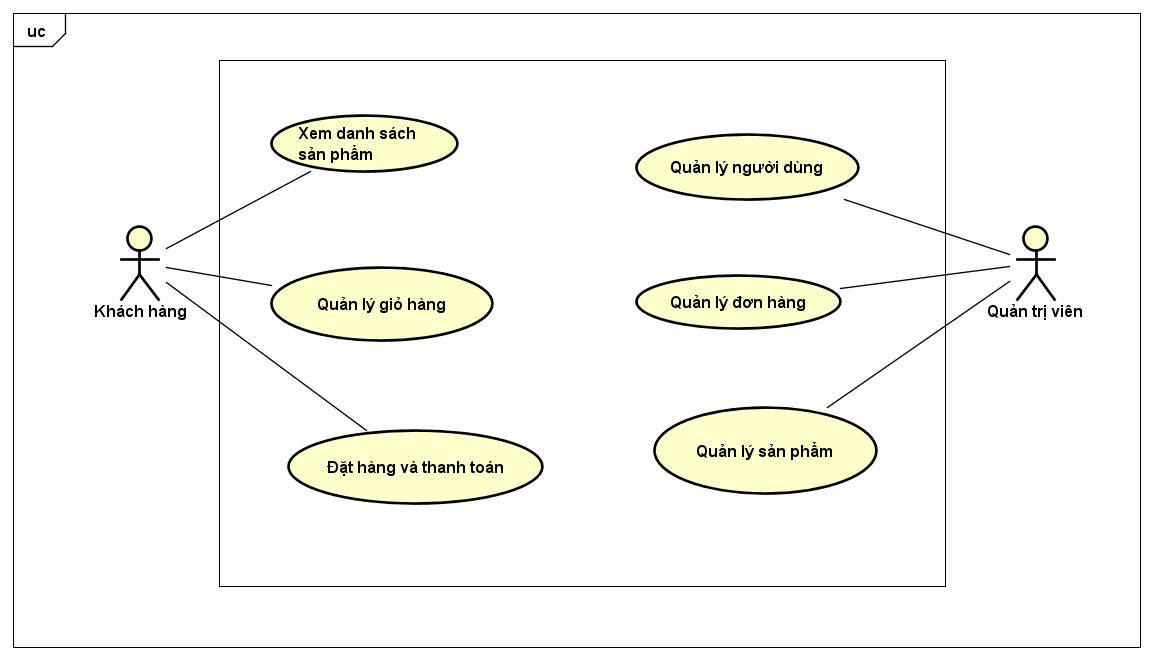 uc
Xem danh sách
sản phẩm
Quản lý người dùng
Khách hàng
Quản lý giỏ hàng
Quản lý đơn hàng
Quản trị viên
Đặt hàng và thanh toán
Quản lý sản phẩm